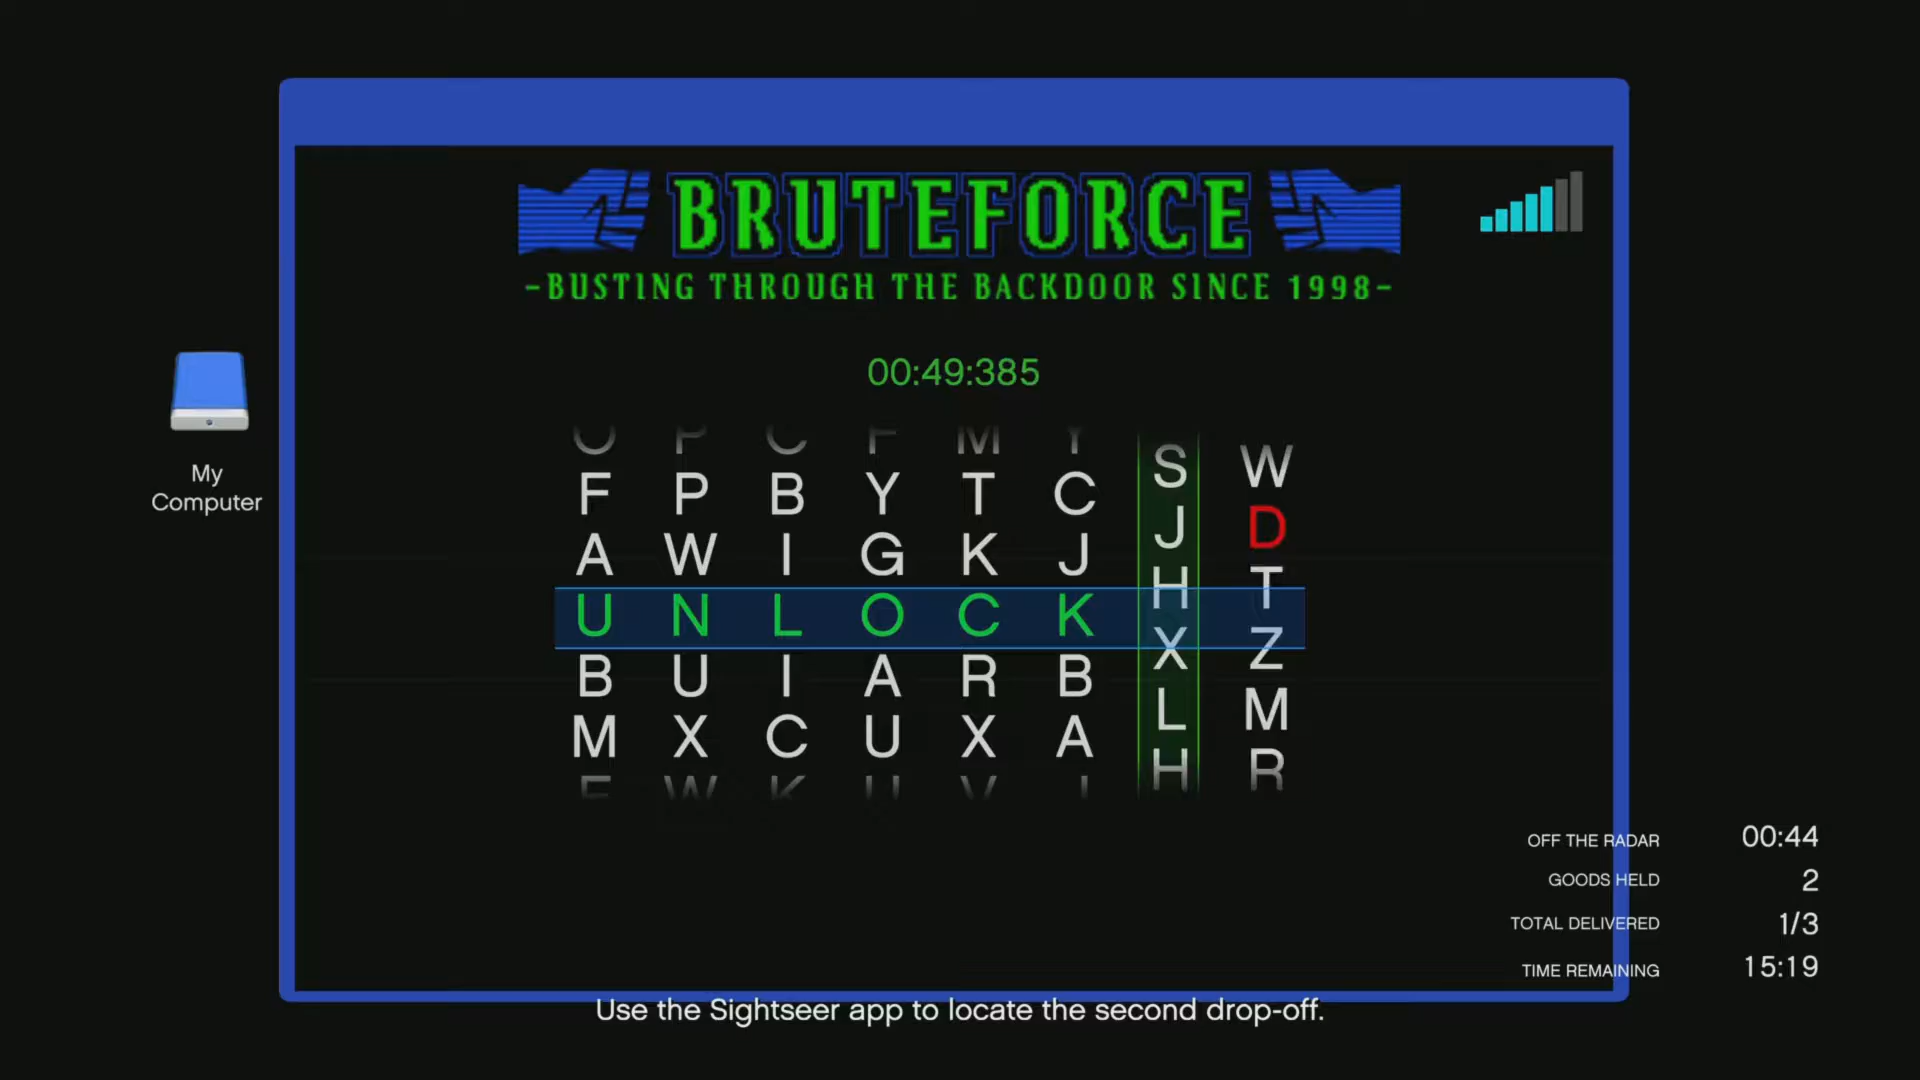 BRUTEFORCE
-BUSTING THROUGH THE BACKDOOR SINCE 1998-
00:49:385
My
Computer
S W
F P B Y T C J D
A W I G K J H T
U N L O C K X Z
B U I A R B L M
M X C U X A H R
OFF THE RADAR 00:44
GOODS HELD 2
TOTAL DELIVERED 1/3
TIME REMAINING 15:19
Use the Sightseer app to locate the second drop-off.